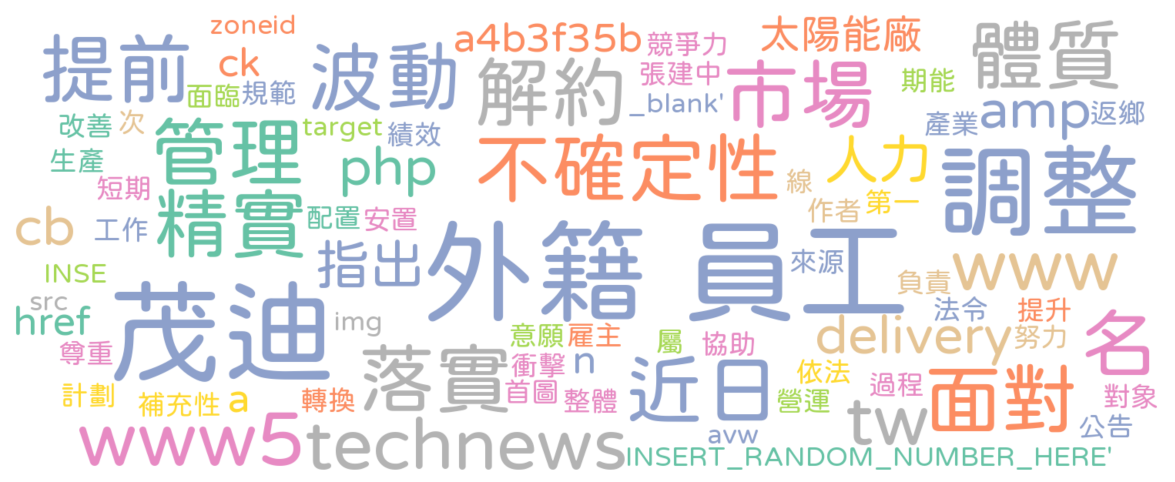 zoneid
提前
ck
面臨
規範
波動
a4b3f35b
競爭力
太陽能廠
體質
解約
張建中
_blank'
市場
期能
產業
amp
返鄉
改善
次
target
績效
生產
管理
php
不確定性
人力
調整
短期
精實
配置
安置
線
作者
第一
cb
工作
指出
外籍 員工
來源
負責
www
INSE
src
href
茂迪
img
意願
雇主
屬
協助
法令
提升
delivery
努力
名
尊重
落實
衝擊
n
首圖
整體
近日
依法
營運
過程
面對
對象
計劃
補充性
a
轉換
www5
technews
avw
tw
公告
INSERT_RANDOM_NUMBER_HERE'